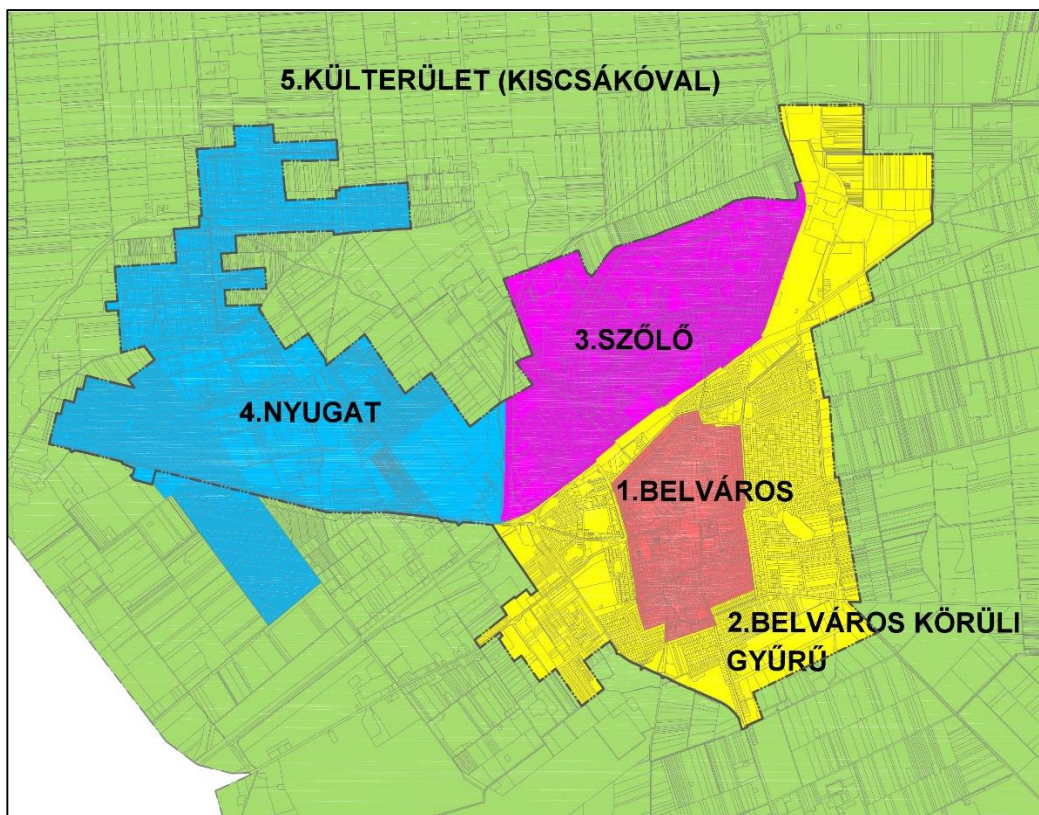 5.KÜLTERÜLET (KISCSÁKÓVAL)
3.SZŐLŐ
4.NYUGAT
1.BELVÁROS
2.BELVÁROS KÖRÜLI
GYŰRŰ